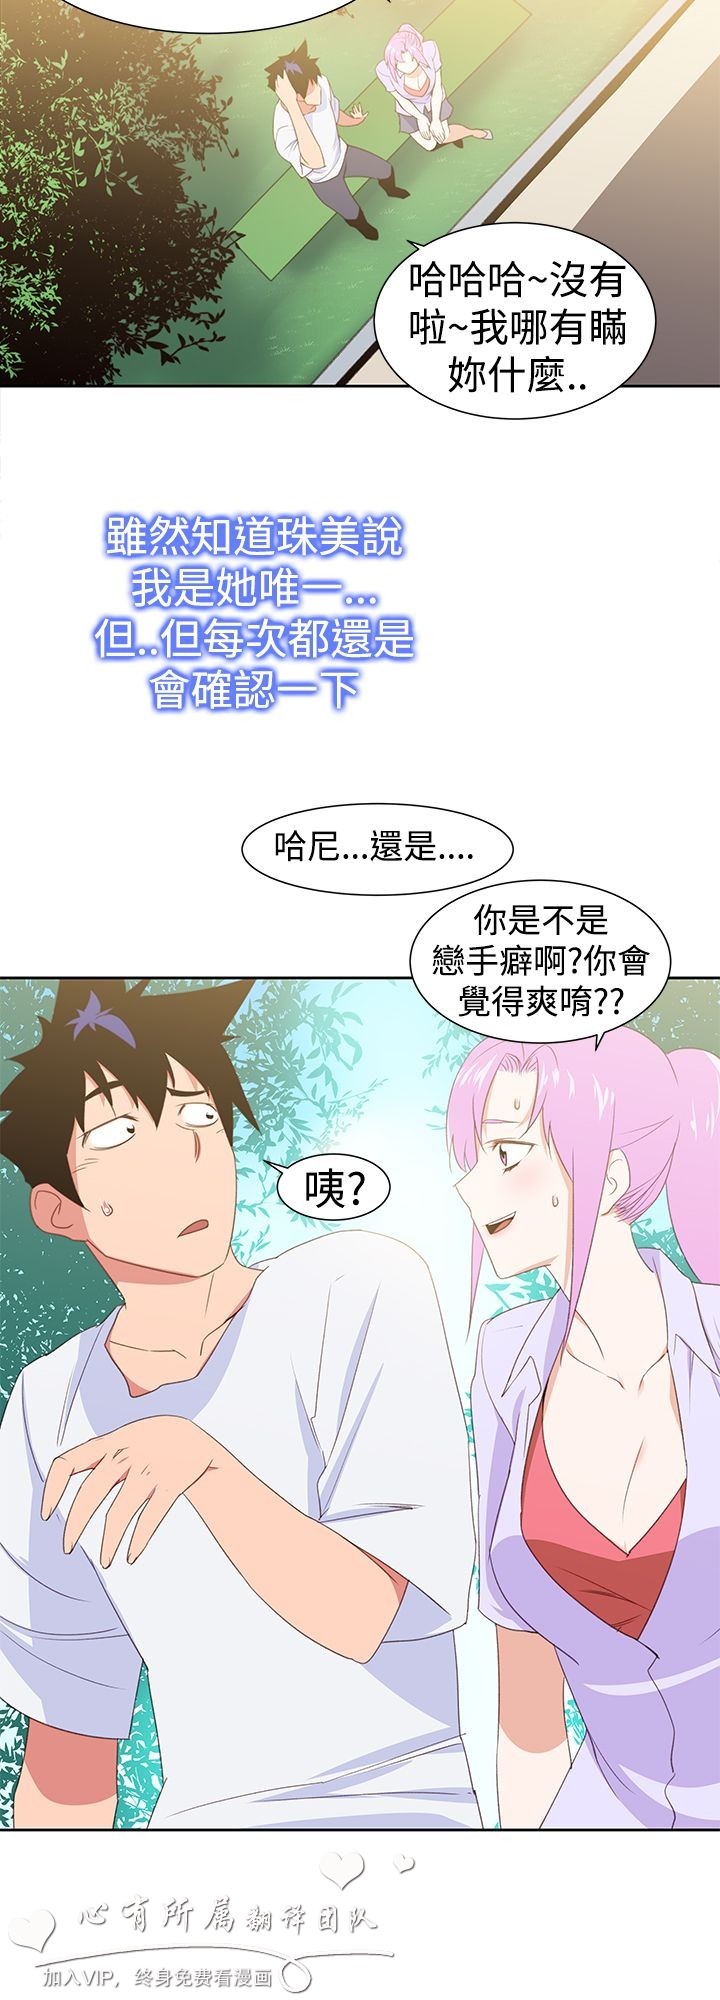 哈哈哈~沒有
啦~我哪有瞞
妳什麼..
雖然知道珠美說
我是她唯一...
但..但每次都還是
會確認一下
哈尼...還是....
你是不是
戀手癖啊?你會
覺得爽唷??
咦?
心有所属翻译团队
加入VIP，终身免费看漫画